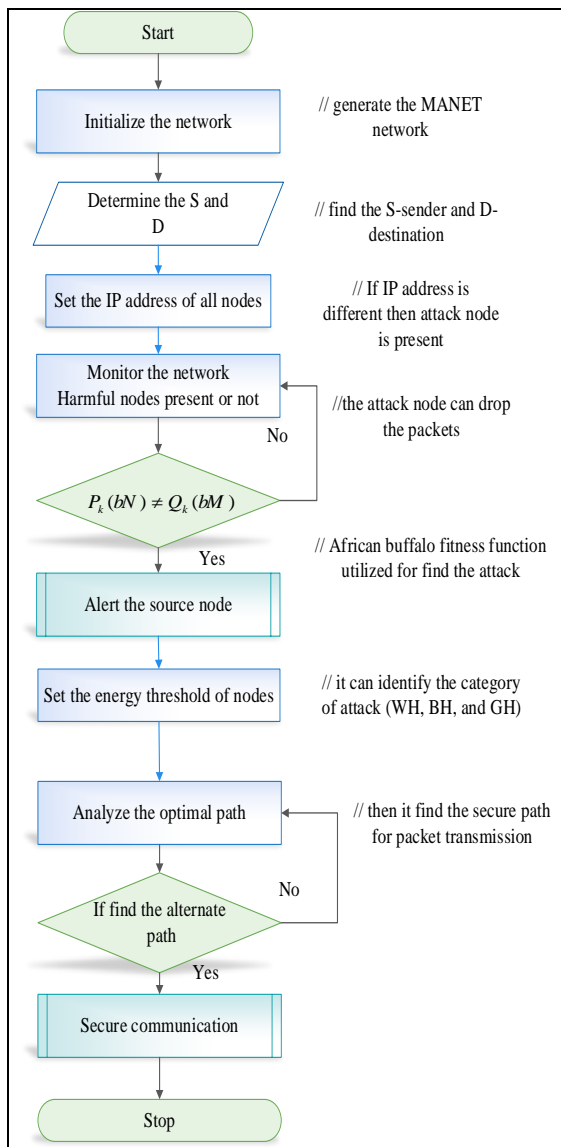 Start
Initialize the network
// generate the MANET
network
Determine the S and
D
// find the S-sender and D-
destination
Set the IP address of all nodes
// If IP address is
different then attack node
is present
Monitor the network
Harmful nodes present or not
//the attack node can drop
the packets
No
P_k(bN) ≠ Q_k(bM)
Yes
// African buffalo fitness function
utilized for find the attack
Alert the source node
Set the energy threshold of nodes
// it can identify the category
of attack (WH, BH, and GH)
Analyze the optimal path
// then it find the secure path
for packet transmission
No
If find the alternate
path
Yes
Secure communication
Stop